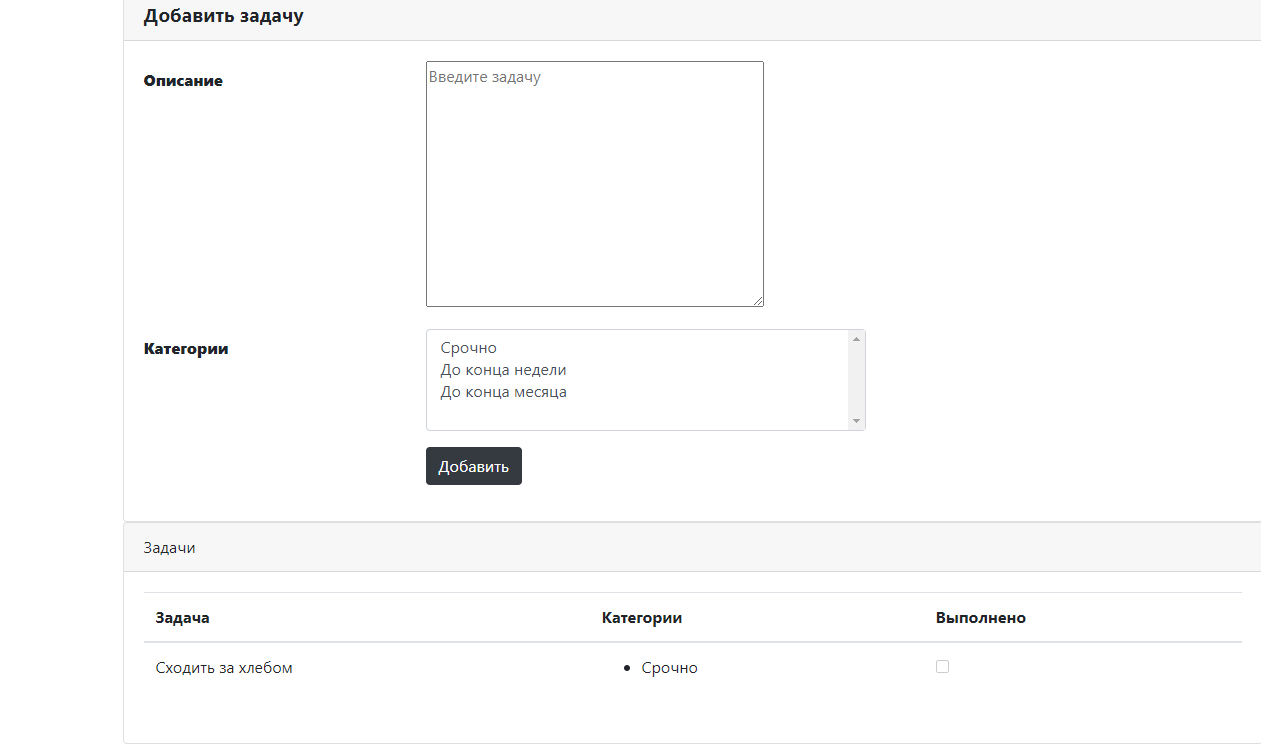 Добавить задачу
Описание
Введите задачу
Категории
Срочно
До конца недели
До конца месяца
Добавить
Задачи
Задача Категории Выполнено
Сходить за хлебом Срочно